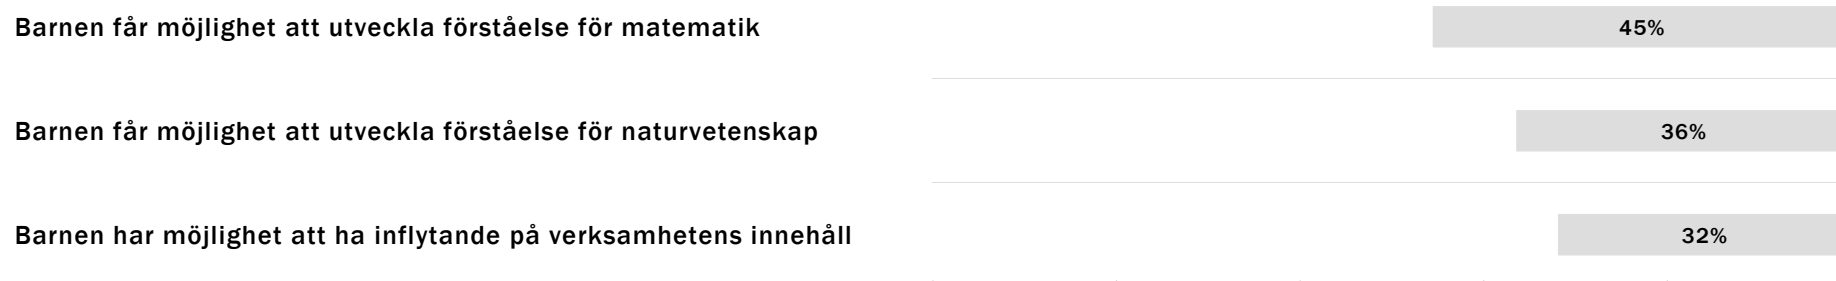 Barnen får möjlighet att utveckla förståelse för matematik 45%
Barnen får möjlighet att utveckla förståelse för naturvetenskap 36%
Barnen har möjlighet att ha inflytande på verksamhetens innehåll 32%